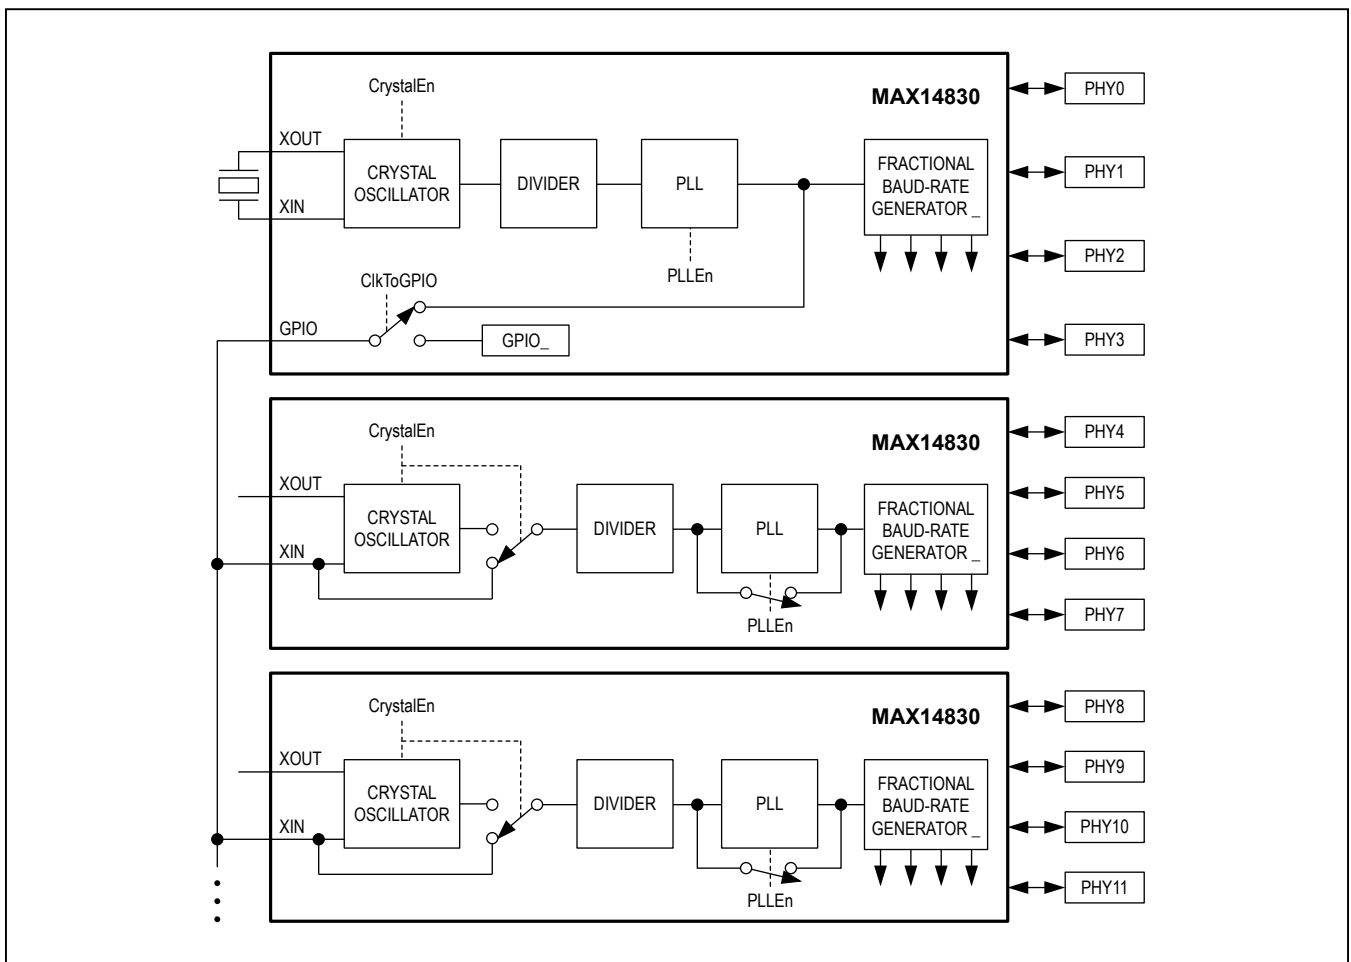 CrystalEn
MAX14830
PHY0
XOUT
CRYSTAL
OSCILLATOR
DIVIDER
PLL
FRACTIONAL
BAUD-RATE
GENERATOR _
PHY1
XIN
PLLEn
PHY2
ClkToGPIO
GPIO
GPIO_
PHY3
CrystalEn
MAX14830
PHY4
XOUT
CRYSTAL
OSCILLATOR
DIVIDER
PLL
FRACTIONAL
BAUD-RATE
GENERATOR _
PHY5
XIN
PHY6
PLLEn
PHY7
CrystalEn
MAX14830
PHY8
XOUT
CRYSTAL
OSCILLATOR
DIVIDER
PLL
FRACTIONAL
BAUD-RATE
GENERATOR _
PHY9
XIN
PHY10
PLLEn
PHY11